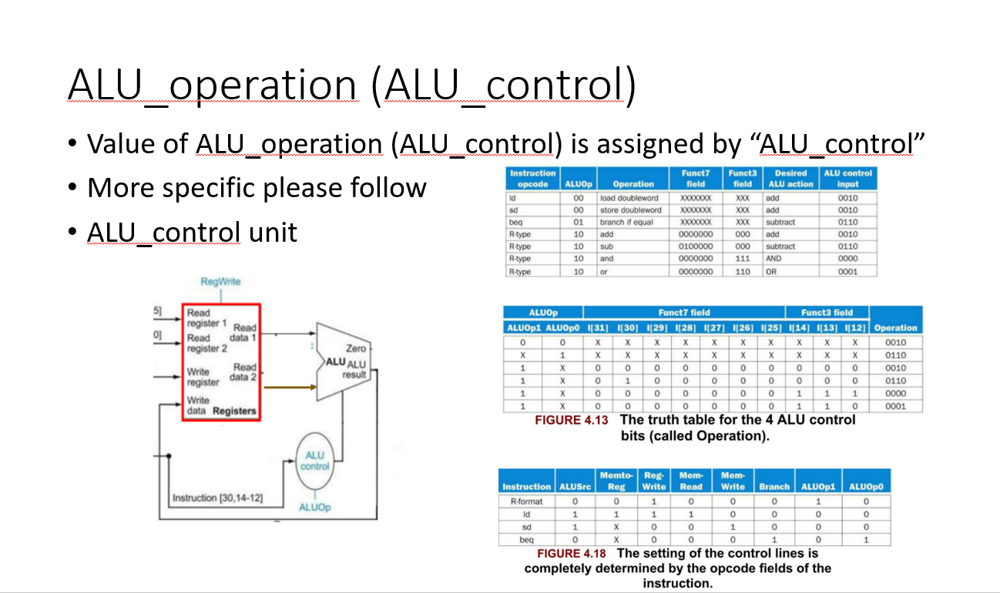 ALU_operation (ALU_control)
• Value of ALU_operation (ALU_control) is assigned by “ALU_control”
• More specific please follow
• ALU_control unit
Instruction opcode ALUOp Operation Funct7 field Funct3 field Desired ALU action ALU control input
ld 00 load doubleword XXXXXXX XXX add 0010
sd 00 store doubleword XXXXXXX XXX add 0010
beq 01 branch if equal XXXXXXX XXX subtract 0110
R-type 10 add 0000000 000 add 0010
R-type 10 sub 0100000 000 subtract 0110
R-type 10 and 0000000 111 AND 0000
R-type 10 or 0000000 110 OR 0001
RegWrite
5]
0]
Read
register 1
Read
register 2
Write
register
Write
data Registers
Read
data 1
Read
data 2
Zero
ALU ALU
result
ALU
control
Instruction [30,14-12]
ALUOp
ALUOp Funct7 field Funct3 field
ALUOp1 ALUOp0 I[31] I[30] I[29] I[28] I[27] I[26] I[25] I[14] I[13] I[12] Operation
0 0 X X X X X X X X X X 0010
X 1 X X X X X X X X X X 0110
1 X 0 0 0 0 0 0 0 0 0 0 0010
1 X 0 1 0 0 0 0 0 0 0 0 0110
1 X 0 0 0 0 0 0 0 1 1 1 0000
1 X 0 0 0 0 0 0 0 1 1 0 0001
FIGURE 4.13 The truth table for the 4 ALU control
bits (called Operation).
Instruction ALUSrc Memto-Reg Reg-Write Mem-Read Mem-Write Branch ALUOp1 ALUOp0
R-format 0 0 1 0 0 0 1 0
ld 1 1 1 1 0 0 0 0
sd 1 X 0 0 1 0 0 0
beq 0 X 0 0 0 1 0 1
FIGURE 4.18 The setting of the control lines is
completely determined by the opcode fields of the
instruction.